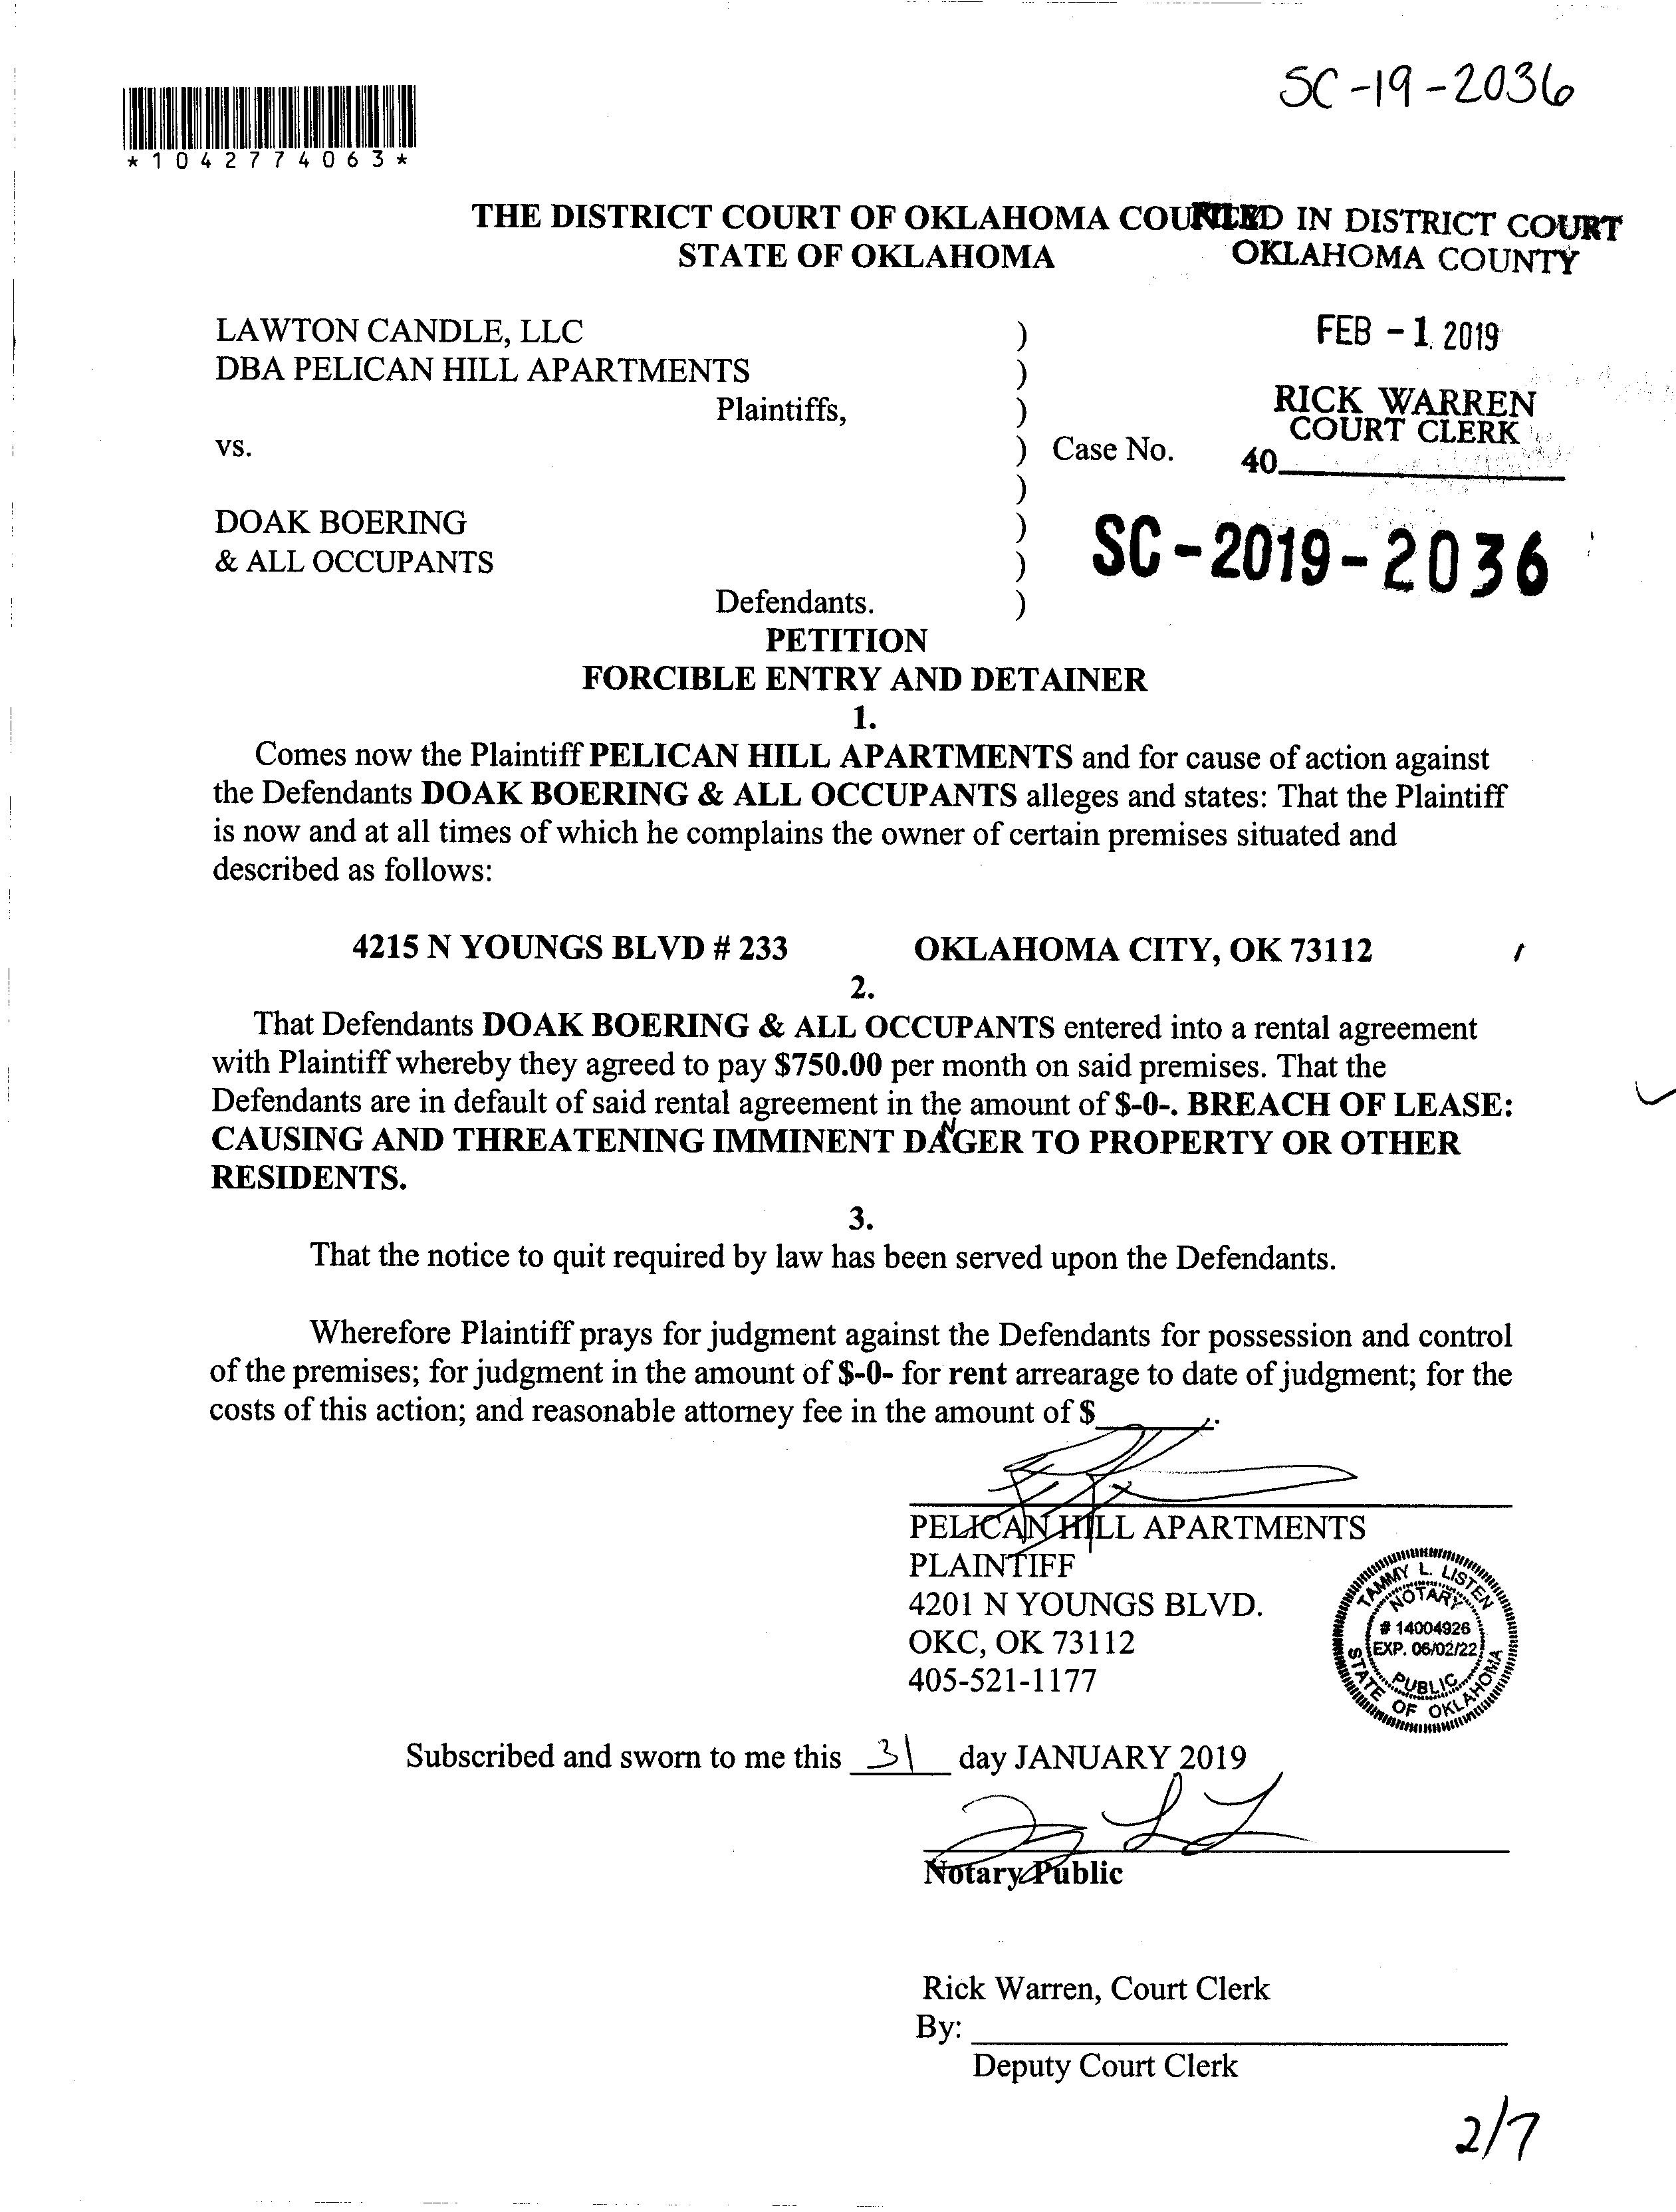 SC-19-2036
*1042774063*
THE DISTRICT COURT OF OKLAHOMA COUNTY
FILED IN DISTRICT COURT
STATE OF OKLAHOMA
OKLAHOMA COUNTY
LAWTON CANDLE, LLC )
FEB - 1 2019
DBA PELICAN HILL APARTMENTS )
Plaintiffs, )
RICK WARREN
COURT CLERK
vs. ) Case No.
40
)
DOAK BOERING )
SC-2019-2036
& ALL OCCUPANTS )
Defendants. )
PETITION
FORCIBLE ENTRY AND DETAINER
1.
Comes now the Plaintiff PELICAN HILL APARTMENTS and for cause of action against
the Defendants DOAK BOERING & ALL OCCUPANTS alleges and states: That the Plaintiff
is now and at all times of which he complains the owner of certain premises situated and
described as follows:
4215 N YOUNGS BLVD # 233 OKLAHOMA CITY, OK 73112
2.
That Defendants DOAK BOERING & ALL OCCUPANTS entered into a rental agreement
with Plaintiff whereby they agreed to pay $750.00 per month on said premises. That the
Defendants are in default of said rental agreement in the amount of $-0-. BREACH OF LEASE:
CAUSING AND THREATENING IMMINENT DANGER TO PROPERTY OR OTHER
RESIDENTS.
3.
That the notice to quit required by law has been served upon the Defendants.
Wherefore Plaintiff prays for judgment against the Defendants for possession and control
of the premises; for judgment in the amount of $-0- for rent arrearage to date of judgment; for the
costs of this action; and reasonable attorney fee in the amount of $______.
PELICAN HILL APARTMENTS
PLAINTIFF
4201 N YOUNGS BLVD.
OKC, OK 73112
405-521-1177
TAMMY L. LISTEN
NOTARY
# 14004926
EXP. 06/02/22
PUBLIC
STATE OF OKLAHOMA
Subscribed and sworn to me this 31 day JANUARY 2019
Notary Public
Rick Warren, Court Clerk
By:
Deputy Court Clerk
2/7